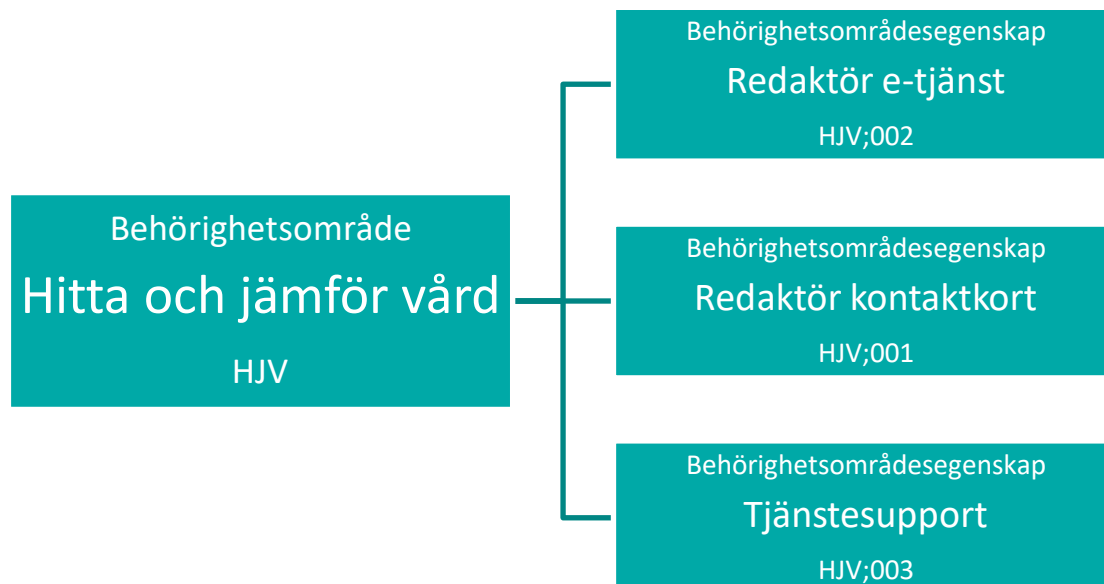 Behörighetsområde
Hitta och jämför vård
HJV
Behörighetsområdesegenskap
Redaktör e-tjänst
HJV;002
Behörighetsområdesegenskap
Redaktör kontaktkort
HJV;001
Behörighetsområdesegenskap
Tjänstesupport
HJV;003